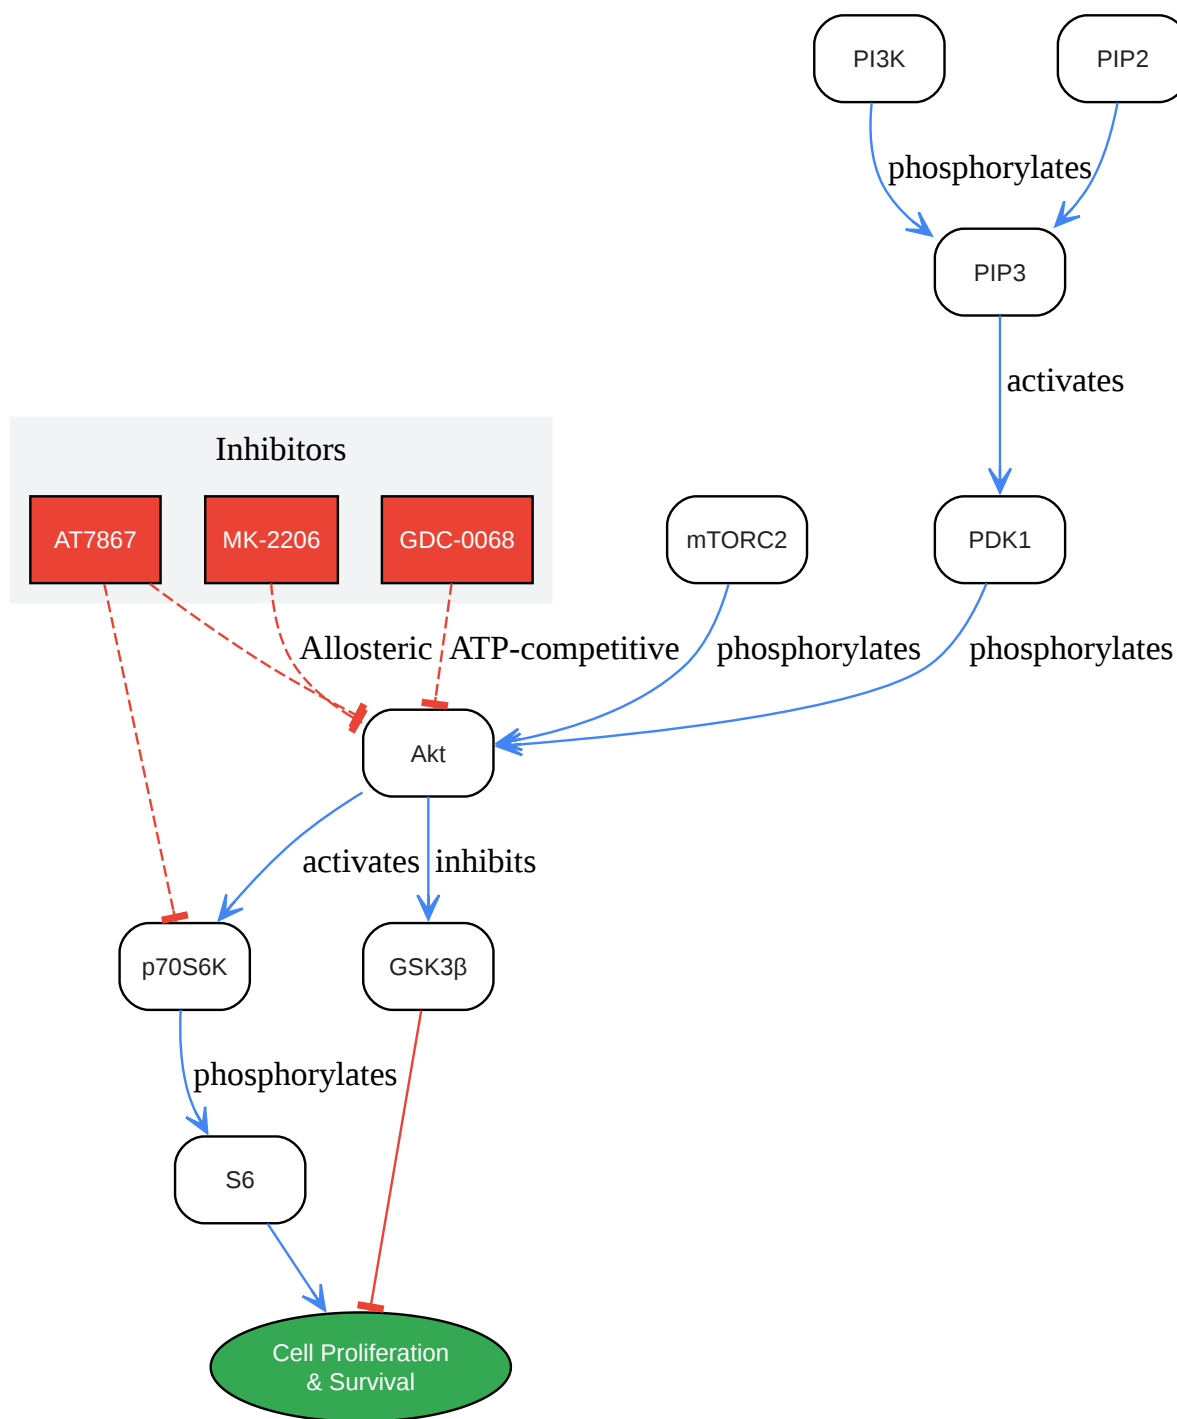 PI3K
PIP2
phosphorylates
PIP3
activates
Inhibitors
AT7867
MK-2206
GDC-0068
mTORC2
PDK1
Allosteric
ATP-competitive
phosphorylates
phosphorylates
Akt
activates
inhibits
p70S6K
GSK3β
phosphorylates
S6
Cell Proliferation
& Survival